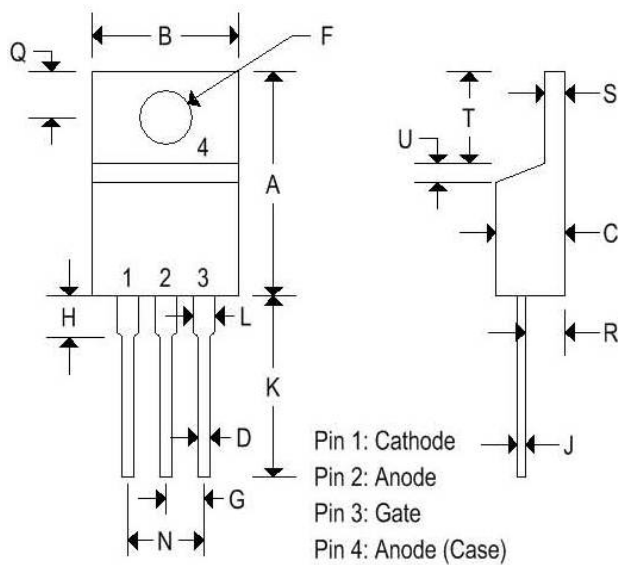 B
F
Q
S
T
U
4
A
C
1 2 3
H
L
R
K
D
J
G
N
Pin 1: Cathode
Pin 2: Anode
Pin 3: Gate
Pin 4: Anode (Case)